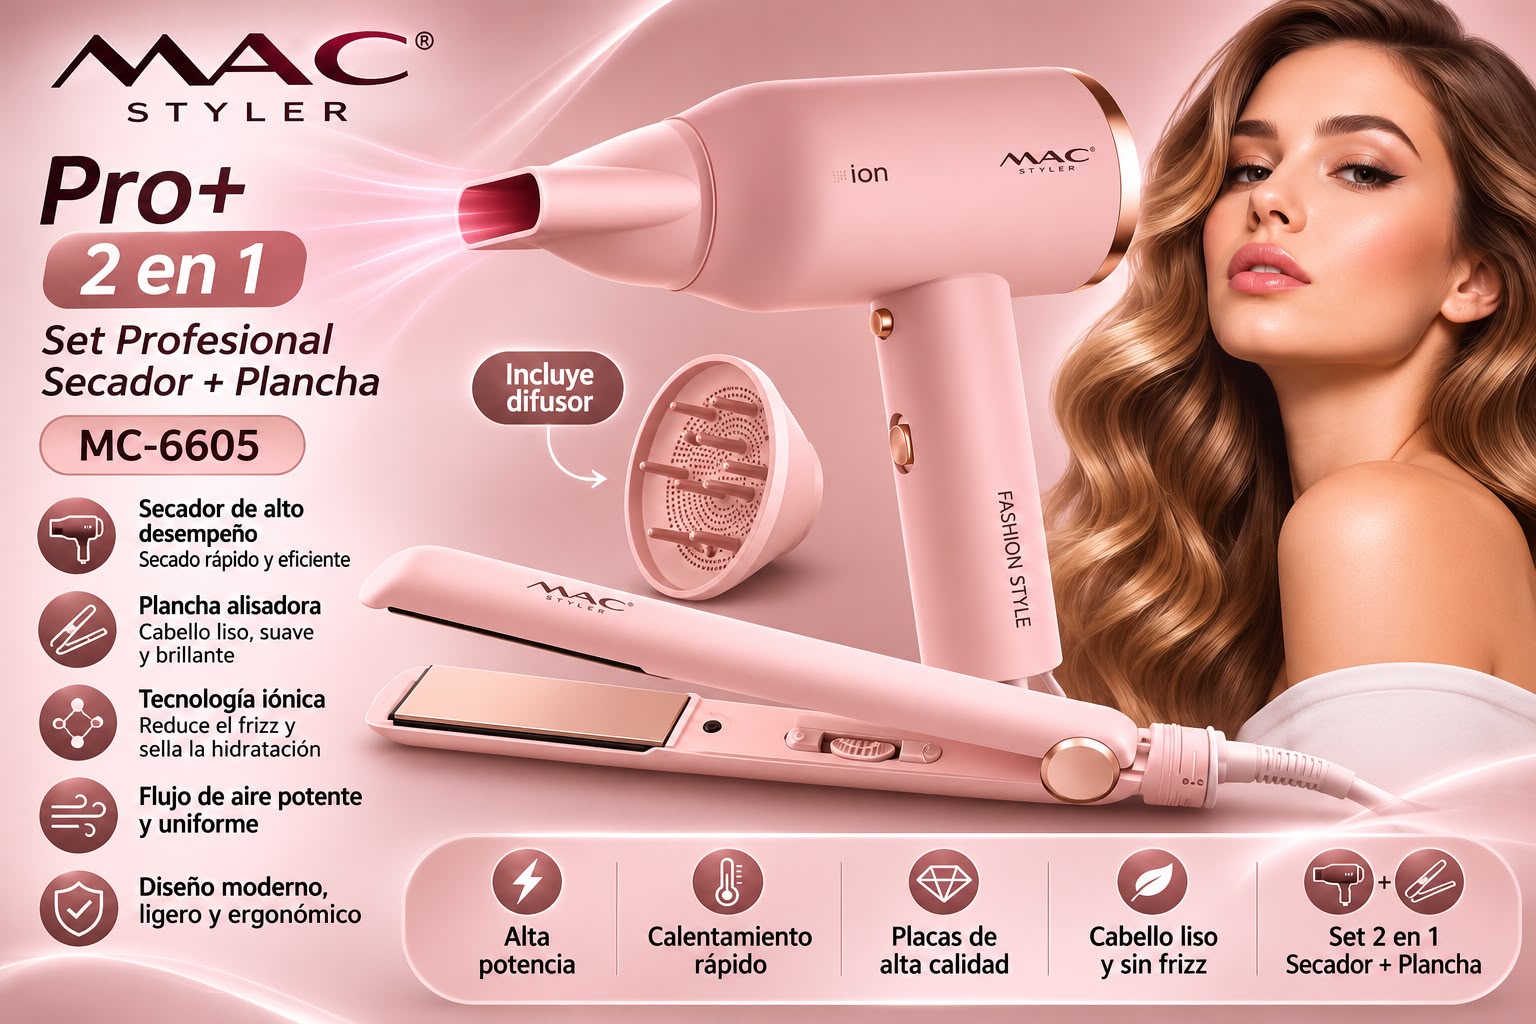 MAC®
STYLER
Pro+
2 en 1
Set Profesional
Secador + Plancha
MC-6605
Secador de alto
desempeño
Secado rápido y eficiente
Plancha alisadora
Cabello liso, suave
y brillante
Tecnología iónica
Reduce el frizz y
sella la hidratación
Flujo de aire potente
y uniforme
Diseño moderno,
ligero y ergonómico
Incluye
difusor
ion
MAC®
STYLER
FASHION STYLE
MAC®
STYLER
Alta
potencia
Calentamiento
rápido
Placas de
alta calidad
Cabello liso
y sin frizz
+
Set 2 en 1
Secador + Plancha